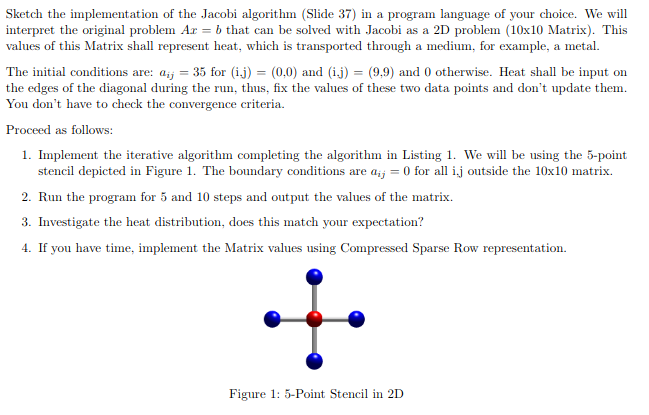 Sketch the implementation of the Jacobi algorithm (Slide 37) in a program language of your choice. We will
interpret the original problem Ax = b that can be solved with Jacobi as a 2D problem (10x10 Matrix). This
values of this Matrix shall represent heat, which is transported through a medium, for example, a metal.
The initial conditions are: aij = 35 for (i,j) = (0,0) and (i,j) = (9,9) and 0 otherwise. Heat shall be input on
the edges of the diagonal during the run, thus, fix the values of these two data points and don't update them.
You don't have to check the convergence criteria.
Proceed as follows:
1. Implement the iterative algorithm completing the algorithm in Listing 1. We will be using the 5-point
stencil depicted in Figure 1. The boundary conditions are aij = 0 for all i,j outside the 10x10 matrix.
2. Run the program for 5 and 10 steps and output the values of the matrix.
3. Investigate the heat distribution, does this match your expectation?
4. If you have time, implement the Matrix values using Compressed Sparse Row representation.
Figure 1: 5-Point Stencil in 2D